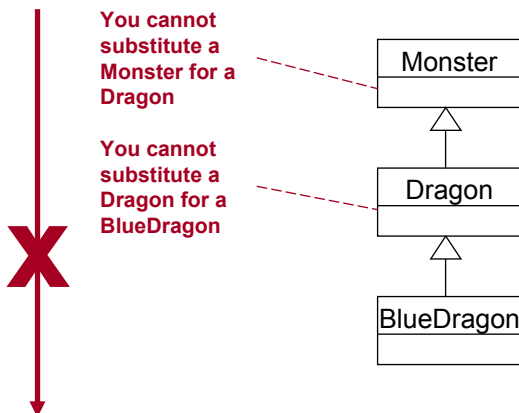 You cannot
substitute a
Monster for a
Dragon
Monster
You cannot
substitute a
Dragon for a
BlueDragon
Dragon
X
BlueDragon